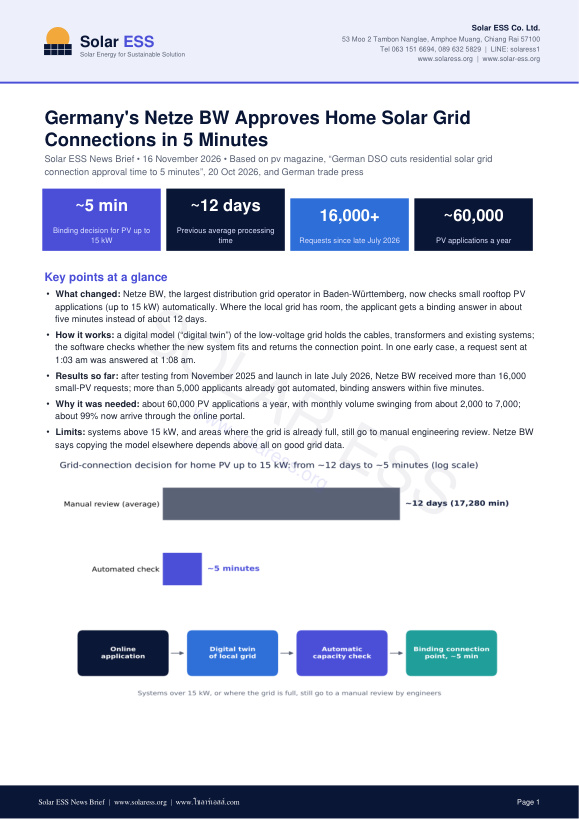 Solar ESS
Solar Energy for Sustainable Solution
Solar ESS Co. Ltd.
53 Moo 2 Tambon Nanglae, Amphoe Muang, Chiang Rai 57100
Tel 063 151 6694, 089 632 5829 | LINE: solaress1
www.solaress.org | www.solar-ess.org
Germany's Netze BW Approves Home Solar Grid
Connections in 5 Minutes
Solar ESS News Brief • 16 November 2026 • Based on pv magazine, “German DSO cuts residential solar grid
connection approval time to 5 minutes”, 20 Oct 2026, and German trade press
~5 min
Binding decision for PV up to
15 kW
~12 days
Previous average processing
time
16,000+
Requests since late July 2026
~60,000
PV applications a year
Key points at a glance
• What changed: Netze BW, the largest distribution grid operator in Baden-Württemberg, now checks small rooftop PV
applications (up to 15 kW) automatically. Where the local grid has room, the applicant gets a binding answer in about
five minutes instead of about 12 days.
• How it works: a digital model (“digital twin”) of the low-voltage grid holds the cables, transformers and existing systems;
the software checks whether the new system fits and returns the connection point. In one early case, a request sent at
1:03 am was answered at 1:08 am.
• Results so far: after testing from November 2025 and launch in late July 2026, Netze BW received more than 16,000
small-PV requests; more than 5,000 applicants already got automated, binding answers within five minutes.
• Why it was needed: about 60,000 PV applications a year, with monthly volume swinging from about 2,000 to 7,000;
about 99% now arrive through the online portal.
• Limits: systems above 15 kW, and areas where the grid is already full, still go to manual engineering review. Netze BW
says copying the model elsewhere depends above all on good grid data.
SOLAR ESS
www.solaress.org
Grid-connection decision for home PV up to 15 kW: from ~12 days to ~5 minutes (log scale)
Manual review (average)
~12 days (17,280 min)
Automated check
~5 minutes
Online
application
Digital twin
of local grid
Automatic
capacity check
Binding connection
point, ~5 min
Systems over 15 kW, or where the grid is full, still go to a manual review by engineers
Solar ESS News Brief | www.solaress.org | www.โซลาร์เอสส์.com
Page 1